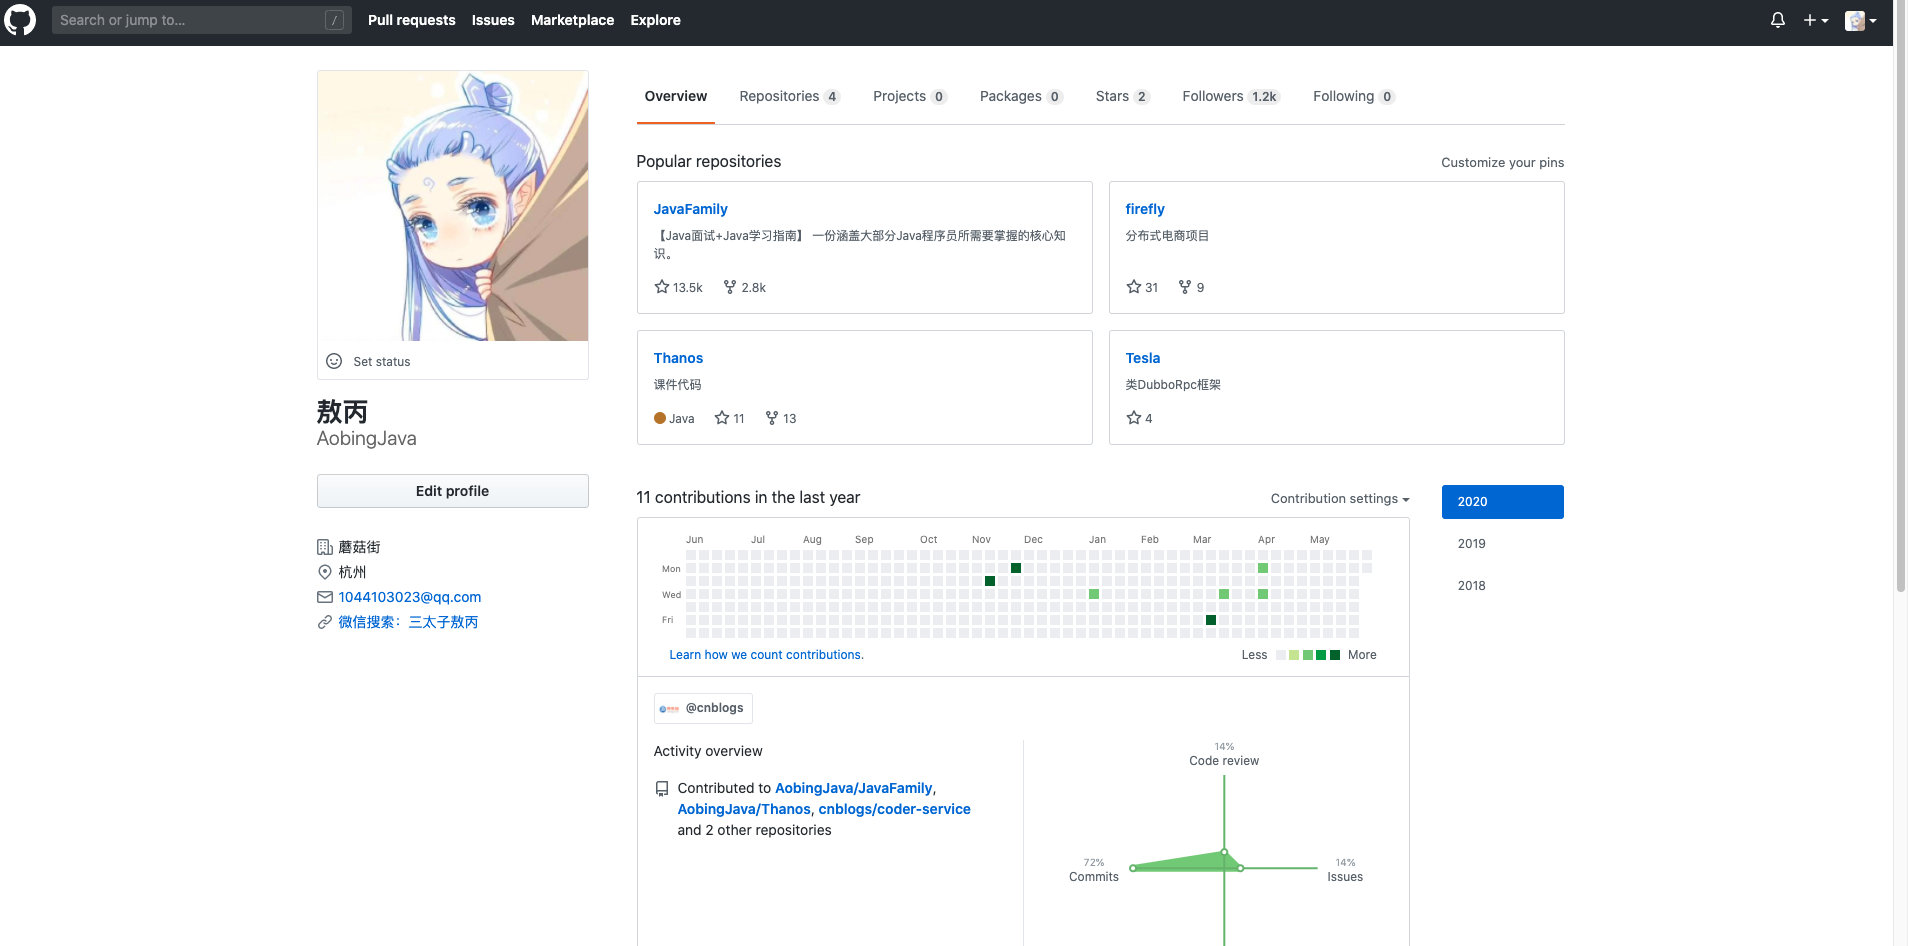 Search or jump to...
/
Pull requests
Issues
Marketplace
Explore
Set status
敖丙
AobingJava
Edit profile
蘑菇街
杭州
1044103023@qq.com
微信搜索：三太子敖丙
Overview
Repositories 4
Projects 0
Packages 0
Stars 2
Followers 1.2k
Following 0
Popular repositories
Customize your pins
JavaFamily
【Java面试+Java学习指南】 一份涵盖大部分Java程序员所需要掌握的核心知
识。
13.5k
2.8k
firefly
分布式电商项目
31
9
Thanos
课件代码
Java
11
13
Tesla
类DubboRpc框架
4
11 contributions in the last year
Contribution settings
2020
2019
2018
Jun
Jul
Aug
Sep
Oct
Nov
Dec
Jan
Feb
Mar
Apr
May
Mon
Wed
Fri
Learn how we count contributions.
Less
More
@cnblogs
Activity overview
Contributed to AobingJava/JavaFamily,
AobingJava/Thanos, cnblogs/coder-service
and 2 other repositories
14%
Code review
72%
Commits
14%
Issues